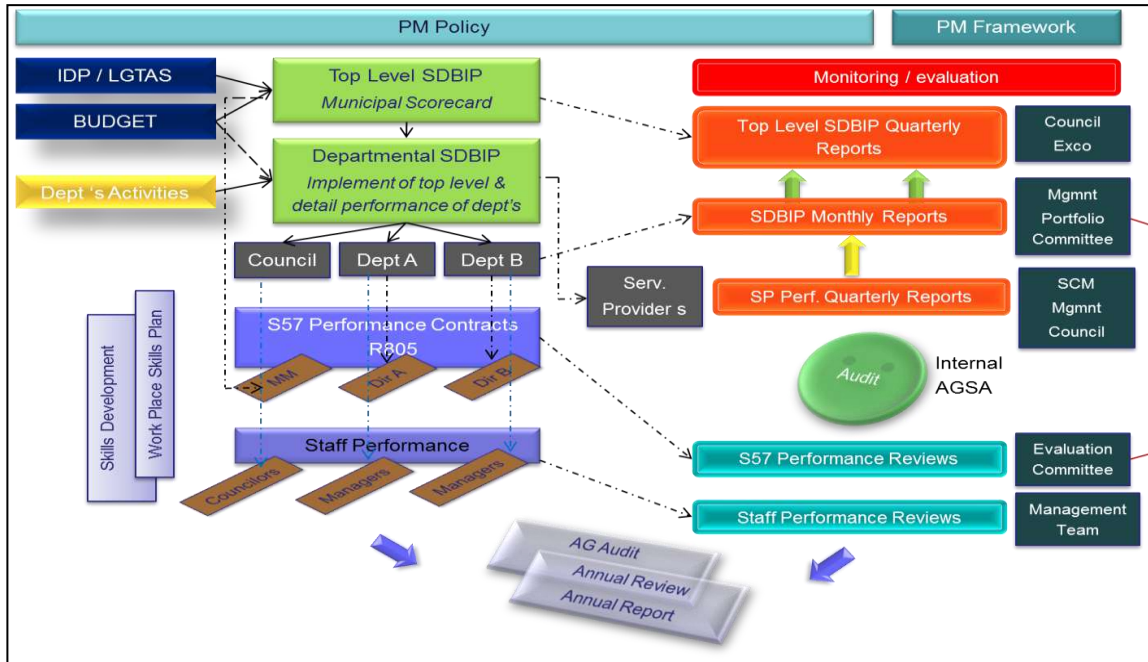 PM Policy
PM Framework
IDP / LGTAS
BUDGET
Dept 's Activities
Top Level SDBIP
Municipal Scorecard
Departmental SDBIP
Implement of top level &
detail performance of dept's
Council
Dept A
Dept B
Serv.
Provider s
S57 Performance Contracts
R805
MM
Dir A
Dir B
Staff Performance
Councilors
Managers
Managers
Skills Development
Work Place Skills Plan
Monitoring / evaluation
Top Level SDBIP Quarterly
Reports
Council
Exco
SDBIP Monthly Reports
Mgmnt
Portfolio
Committee
SP Perf. Quarterly Reports
SCM
Mgmnt
Council
Audit
Internal
AGSA
S57 Performance Reviews
Evaluation
Committee
Staff Performance Reviews
Management
Team
AG Audit
Annual Review
Annual Report